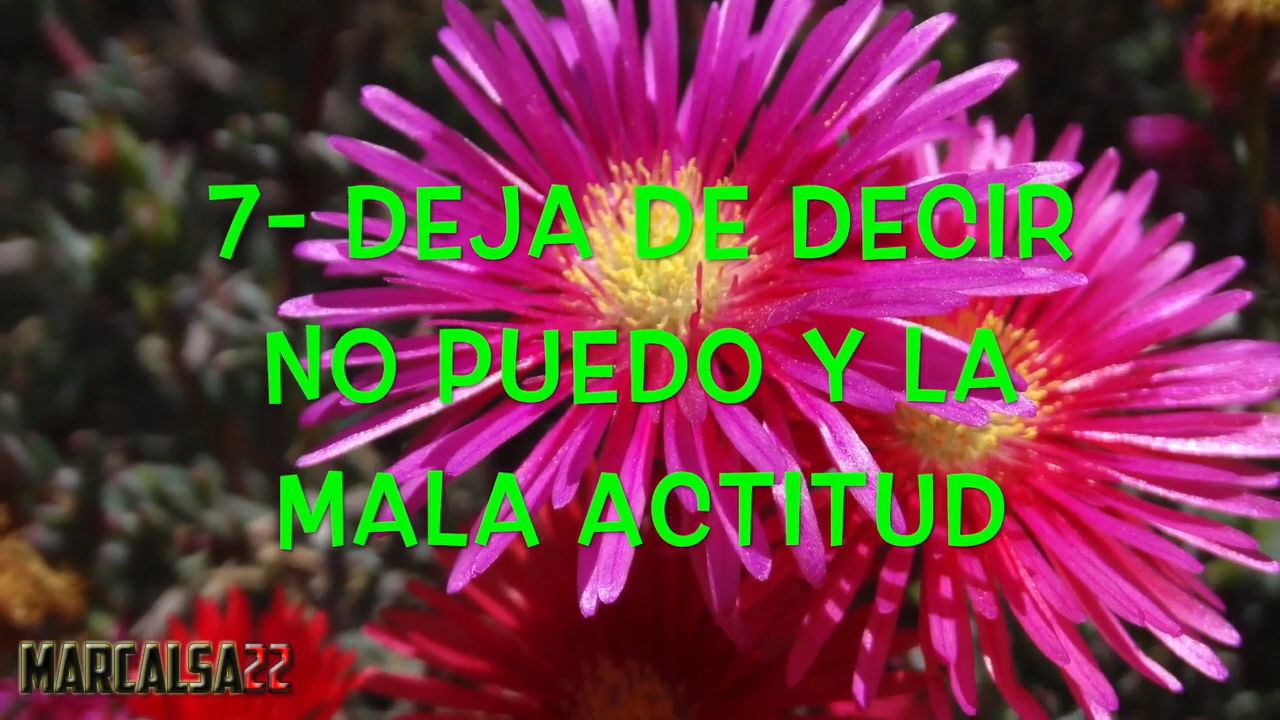 7- DEJA DE DECIR
NO PUEDO Y LA
MALA ACTITUD
MARCALSA22